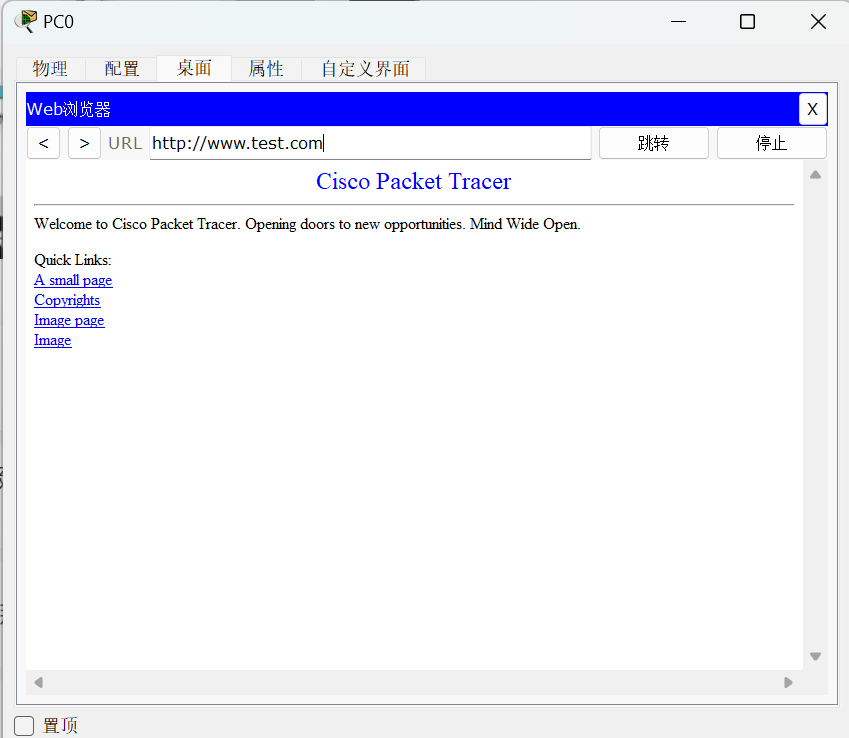 PC0
物理 配置 桌面 属性 自定义界面
Web浏览器 X
< > URL http://www.test.com 跳转 停止
Cisco Packet Tracer
Welcome to Cisco Packet Tracer. Opening doors to new opportunities. Mind Wide Open.
Quick Links:
A small page
Copyrights
Image page
Image
置顶